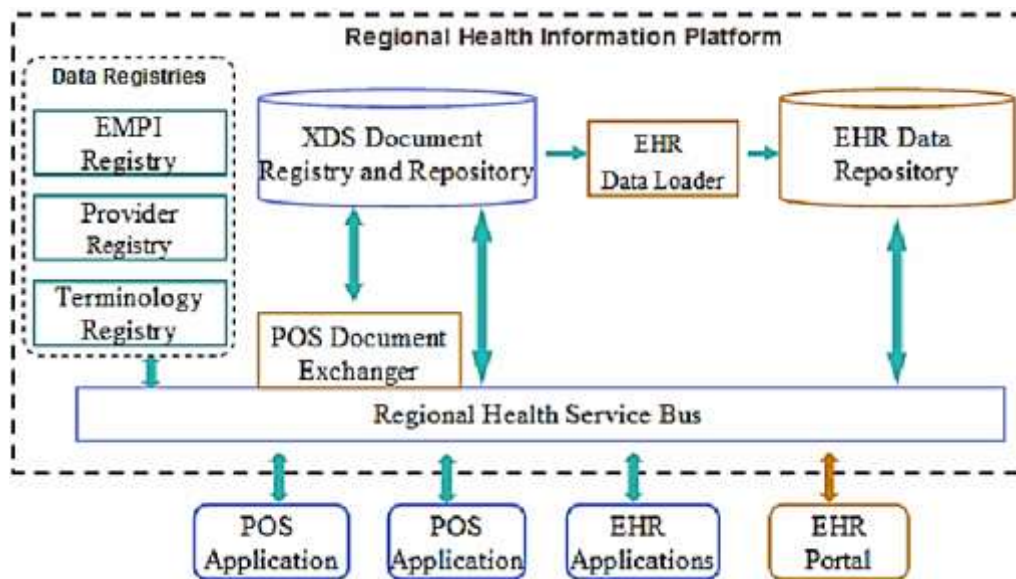 Regional Health Information Platform
Data Registries
EMPI
Registry
Provider
Registry
Terminology
Registry
XDS Document
Registry and Repository
EHR
Data Loader
EHR Data
Repository
POS Document
Exchanger
Regional Health Service Bus
POS
Application
POS
Application
EHR
Applications
EHR
Portal